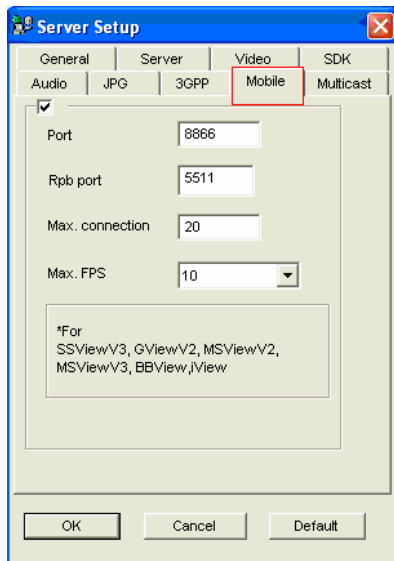 Server Setup
General Server Video SDK
Audio JPG 3GPP Mobile Multicast
Port 8866
Rpb port 5511
Max. connection 20
Max. FPS 10
*For
SSViewV3, GViewV2, MSViewV2,
MSViewV3, BBView,iView
OK Cancel Default